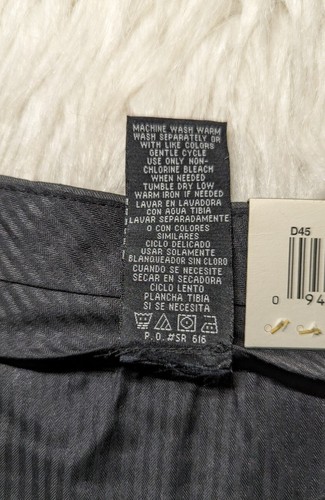 MACHINE WASH WARM
WASH SEPARATELY OR
WITH LIKE COLORS
GENTLE CYCLE
USE ONLY NON-
CHLORINE BLEACH
WHEN NEEDED
TUMBLE DRY LOW
WARM IRON IF NEEDED
LAVAR EN LAVADORA
CON AGUA TIBIA
LAVAR SEPARADAMENTE
O CON COLORES
SIMILARES
CICLO DELICADO
USAR SOLAMENTE
BLANQUEADOR SIN CLORO
CUANDO SE NECESITE
SECAR EN SECADORA
CICLO LENTO
PLANCHA TIBIA
SI SE NECESITA
P.O. #SR 616
D45
0 94